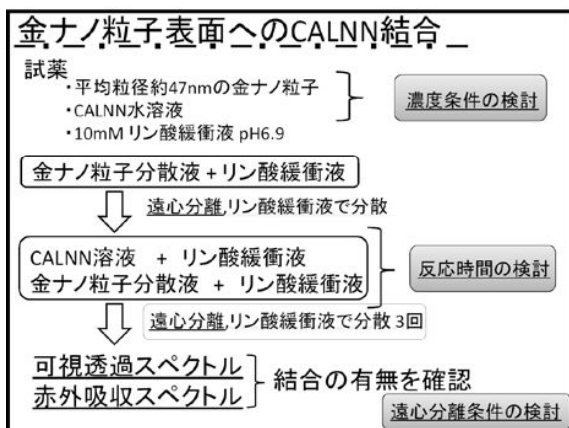 金ナノ粒子表面へのCALNN結合
試薬
・平均粒径約47nmの金ナノ粒子
・CALNN水溶液
・10mM リン酸緩衝液 pH6.9
濃度条件の検討
金ナノ粒子分散液 + リン酸緩衝液
遠心分離,リン酸緩衝液で分散
CALNN溶液 + リン酸緩衝液
金ナノ粒子分散液 + リン酸緩衝液
反応時間の検討
遠心分離,リン酸緩衝液で分散 3回
可視透過スペクトル
赤外吸収スペクトル
結合の有無を確認
遠心分離条件の検討